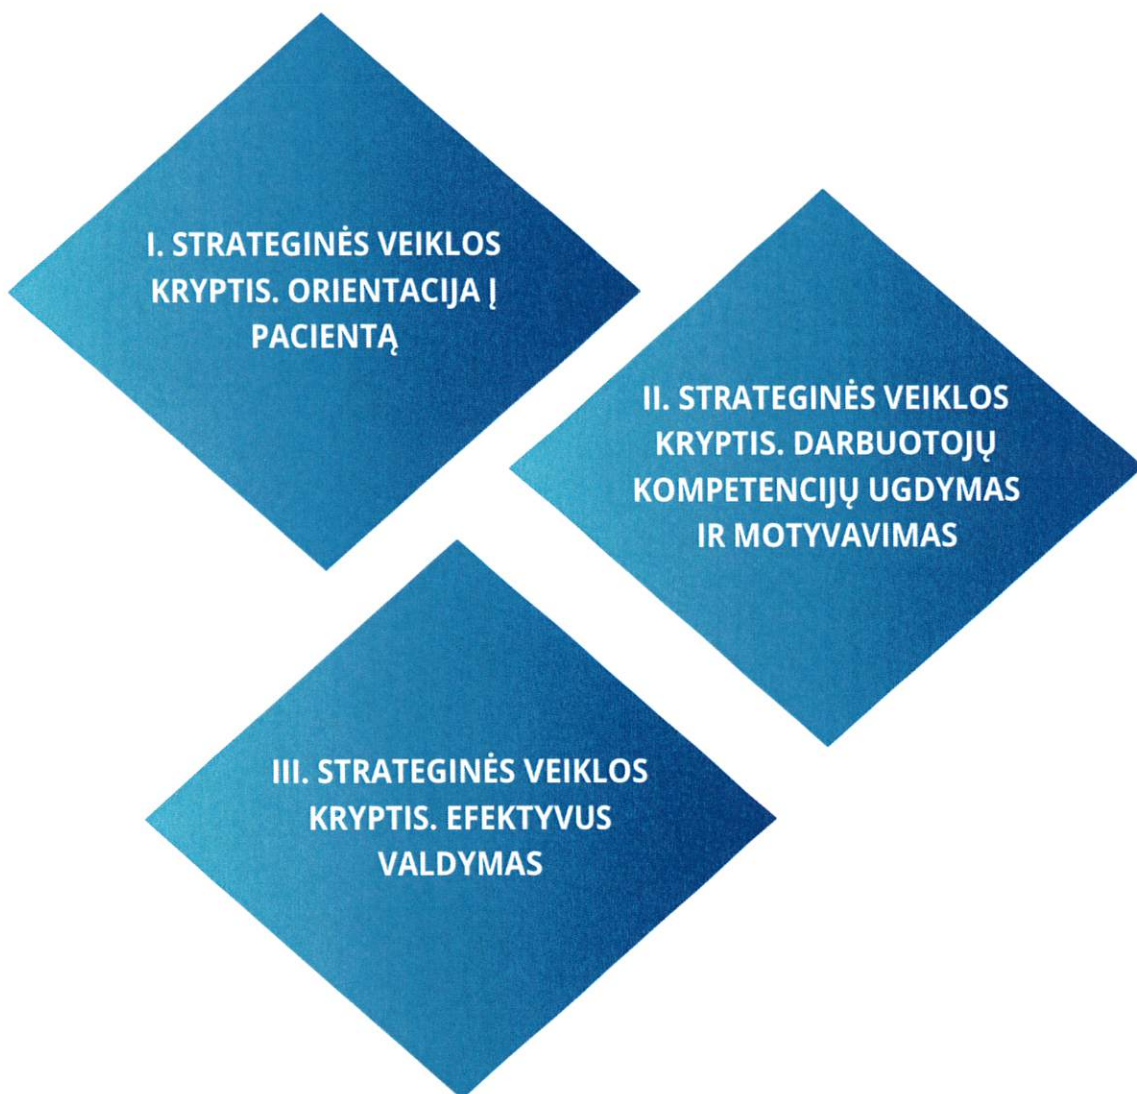 I. STRATEGINĖS VEIKLOS
KRYPTIS. ORIENTACIJA Į
PACIENTĄ
II. STRATEGINĖS VEIKLOS
KRYPTIS. DARBUOTOJŲ
KOMPETENCIJŲ UGDYMAS
IR MOTYVAVIMAS
III. STRATEGINĖS VEIKLOS
KRYPTIS. EFEKTYVUS
VALDYMAS